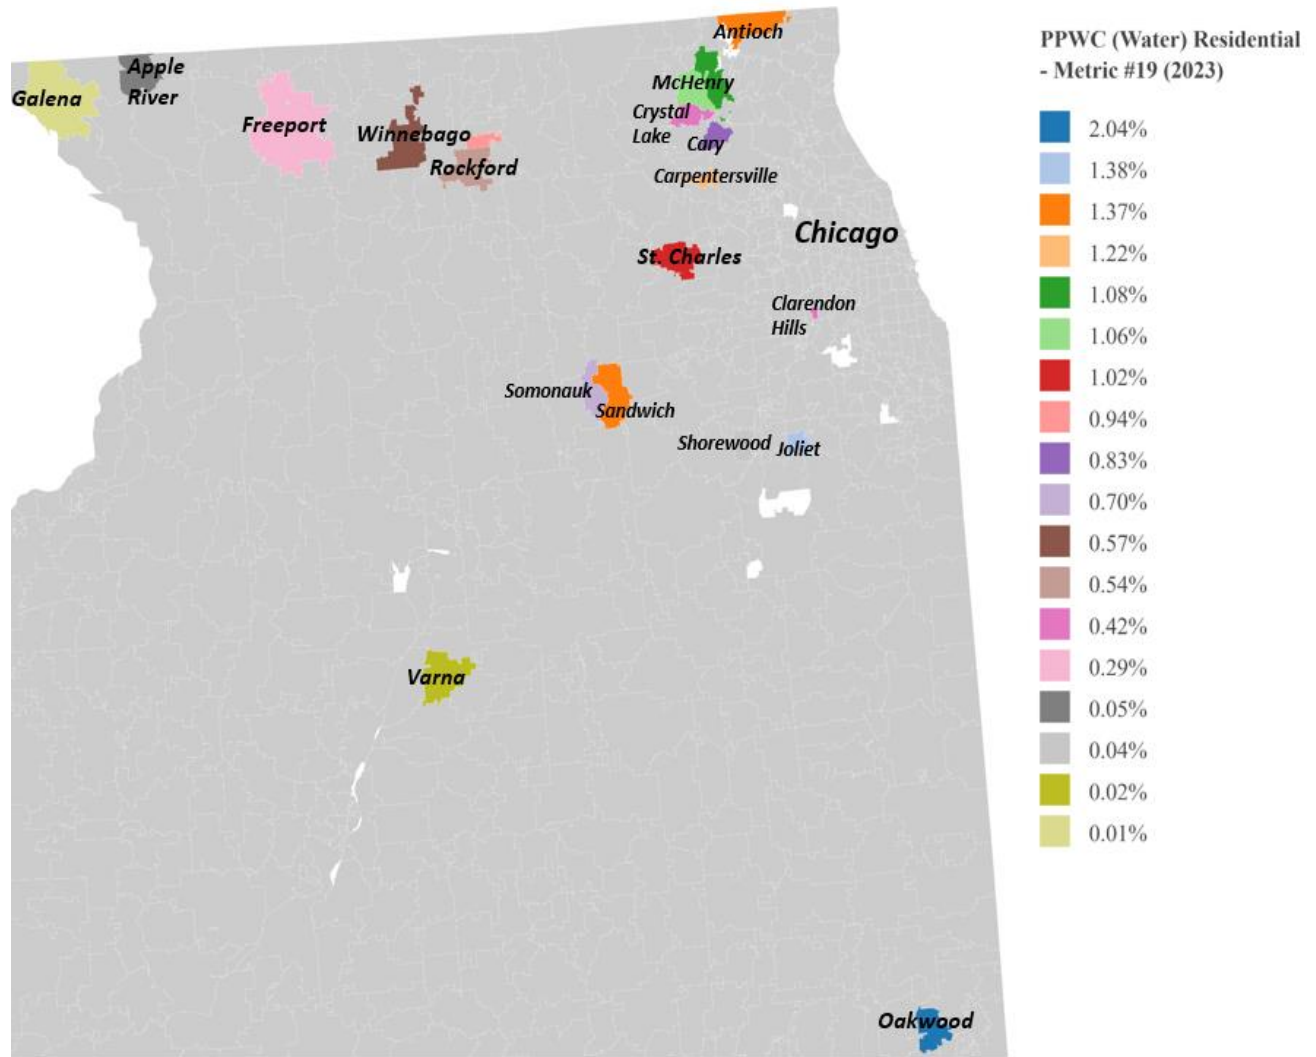 Antioch
Apple
River
Galena
McHenry
Crystal
Lake
Freeport
Winnebago
Cary
Rockford
Carpentersville
Chicago
St. Charles
Clarendon
Hills
Somonauk
Sandwich
Shorewood
Joliet
Varna
Oakwood
PPWC (Water) Residential
- Metric #19 (2023)
2.04%
1.38%
1.37%
1.22%
1.08%
1.06%
1.02%
0.94%
0.83%
0.70%
0.57%
0.54%
0.42%
0.29%
0.05%
0.04%
0.02%
0.01%